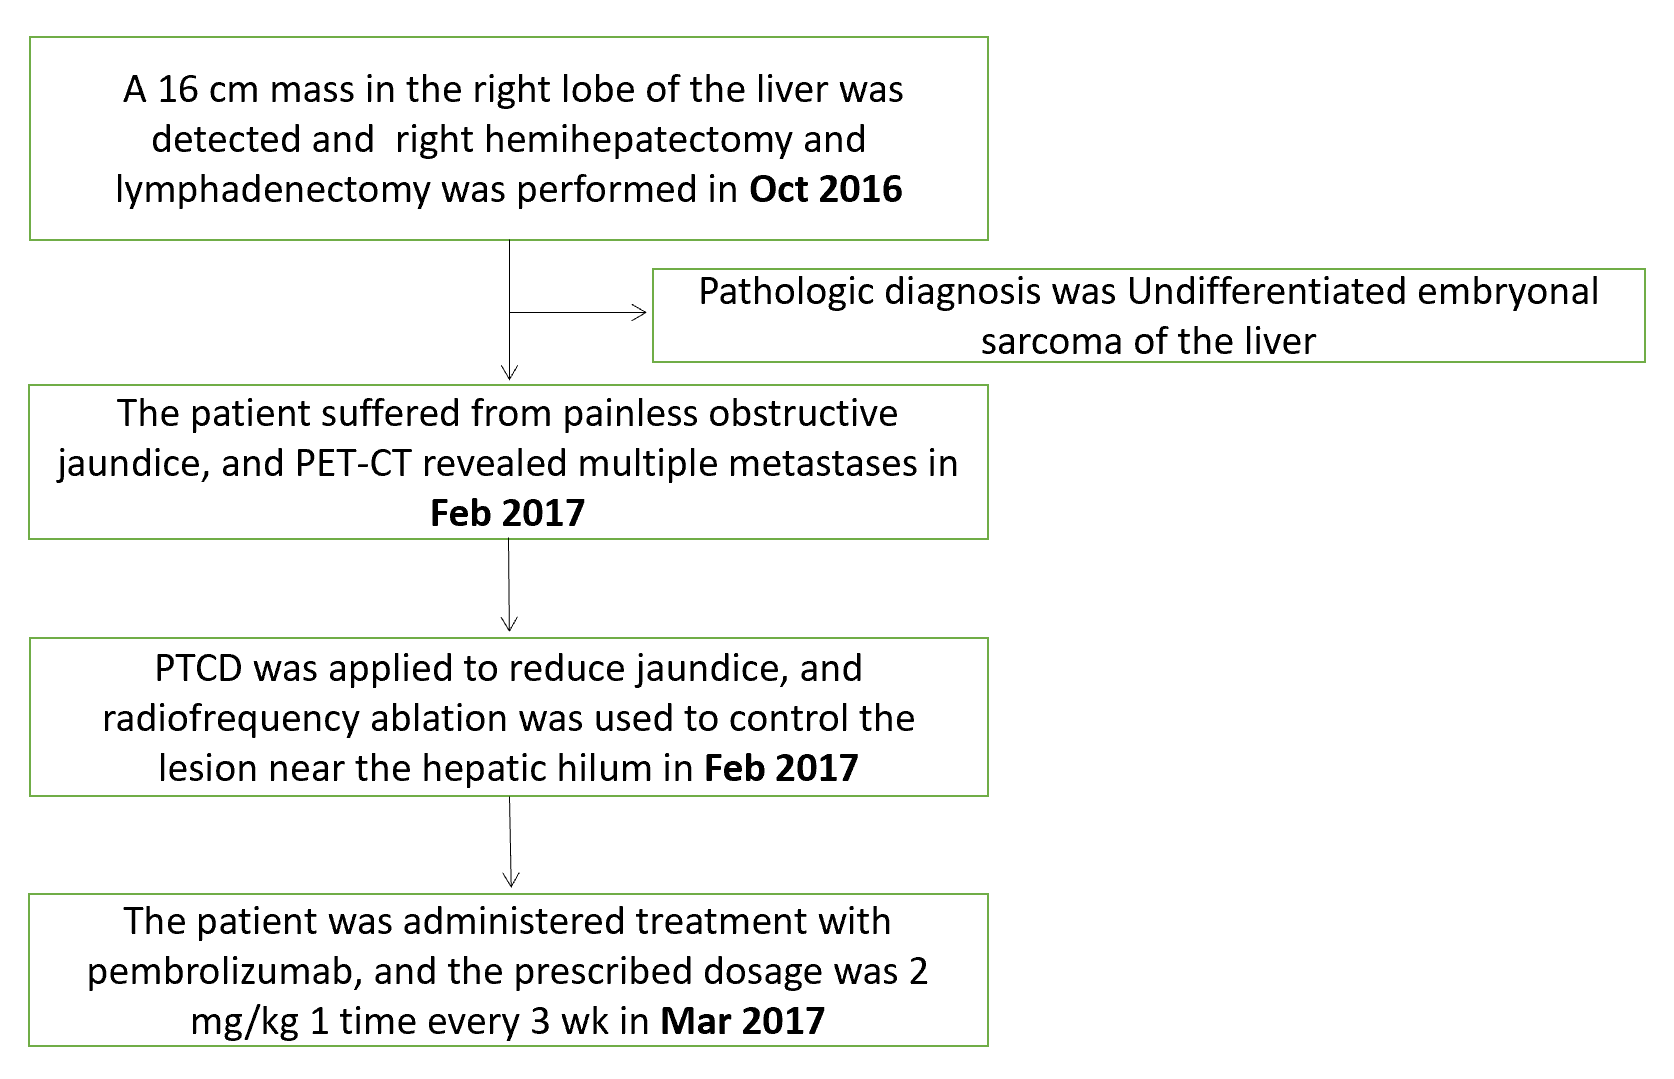 A 16 cm mass in the right lobe of the liver was
detected and  right hemihepatectomy and
lymphadenectomy was performed in Oct 2016
Pathologic diagnosis was Undifferentiated embryonal
sarcoma of the liver
The patient suffered from painless obstructive
jaundice, and PET-CT revealed multiple metastases in
Feb 2017
PTCD was applied to reduce jaundice, and
radiofrequency ablation was used to control the
lesion near the hepatic hilum in Feb 2017
The patient was administered treatment with
pembrolizumab, and the prescribed dosage was 2
mg/kg 1 time every 3 wk in Mar 2017